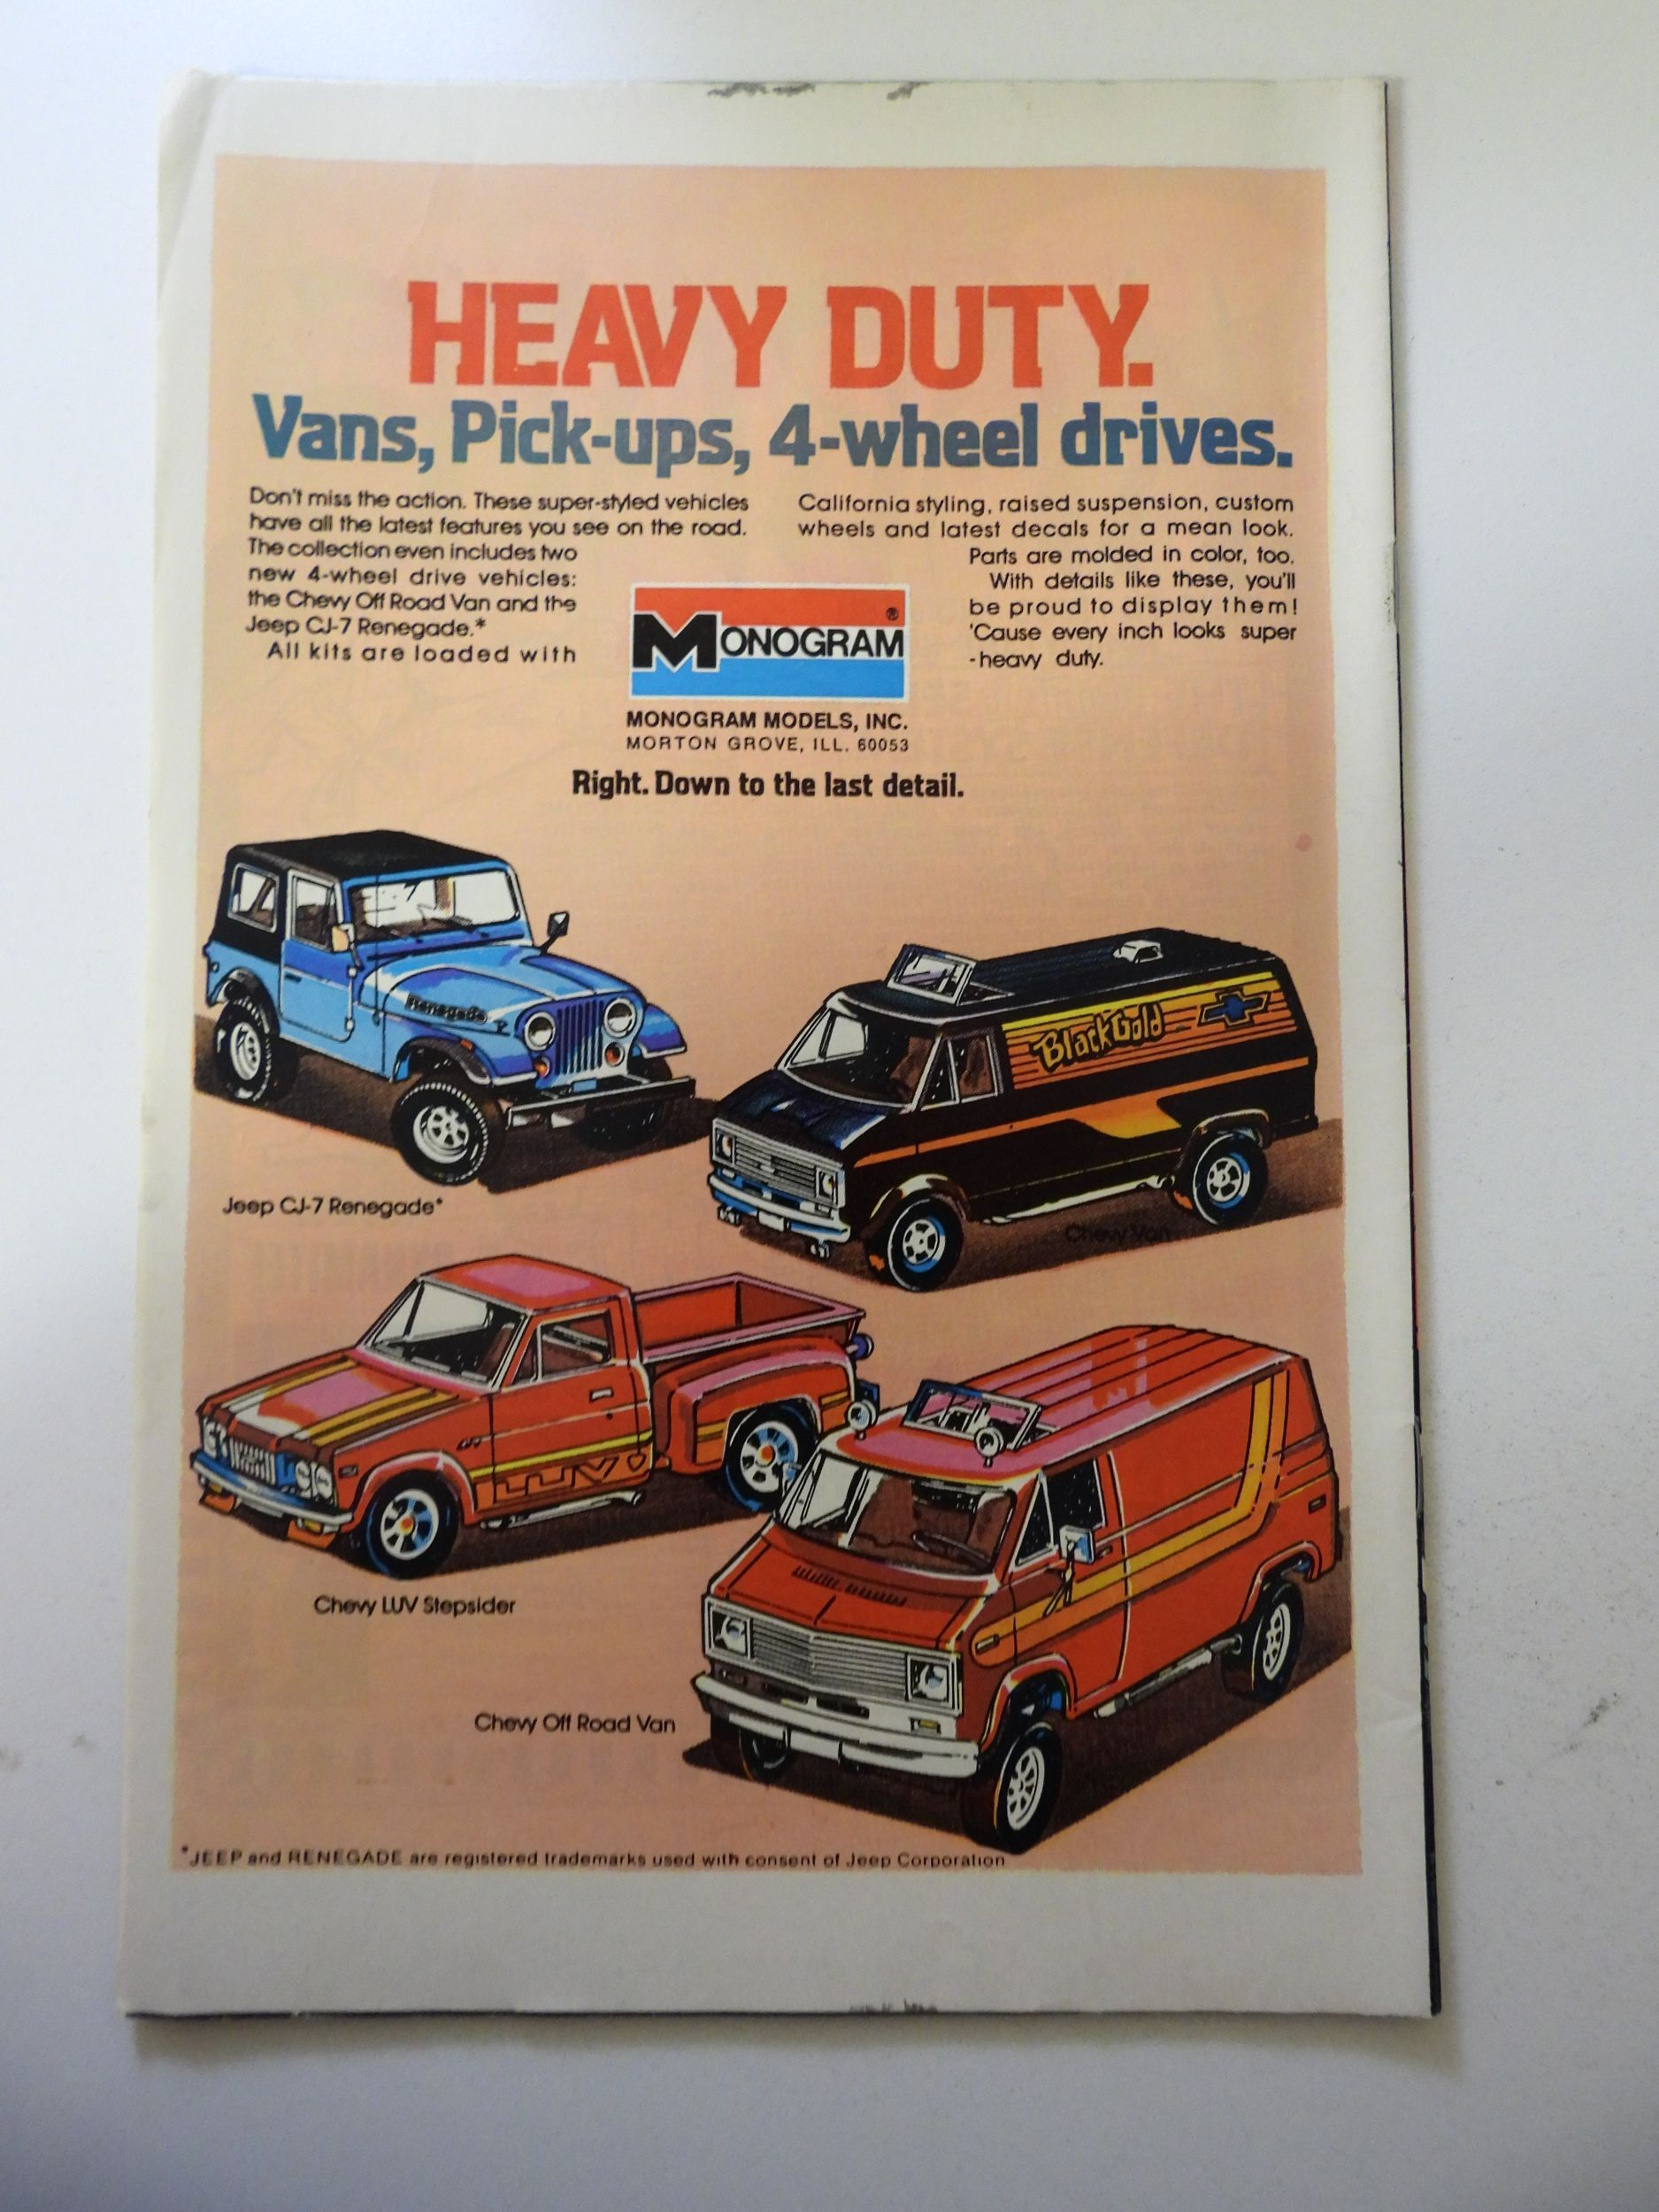 HEAVY DUTY.
Vans, Pick-ups, 4-wheel drives.
Don't miss the action. These super-styled vehicles
have all the latest features you see on the road.
The collection even includes two
new 4-wheel drive vehicles:
the Chevy Off Road Van and the
Jeep CJ-7 Renegade.*
All kits are loaded with
California styling, raised suspension, custom
wheels and latest decals for a mean look.
Parts are molded in color, too.
With details like these, you'll
be proud to display them!
'Cause every inch looks super
-heavy duty.
MONOGRAM ®
MONOGRAM MODELS, INC.
MORTON GROVE, ILL. 60053
Right. Down to the last detail.
Renegade
Black Gold
Jeep CJ-7 Renegade*
Chevy Van
LUV
Chevy LUV Stepsider
Chevy Off Road Van
*JEEP and RENEGADE are registered trademarks used with consent of Jeep Corporation